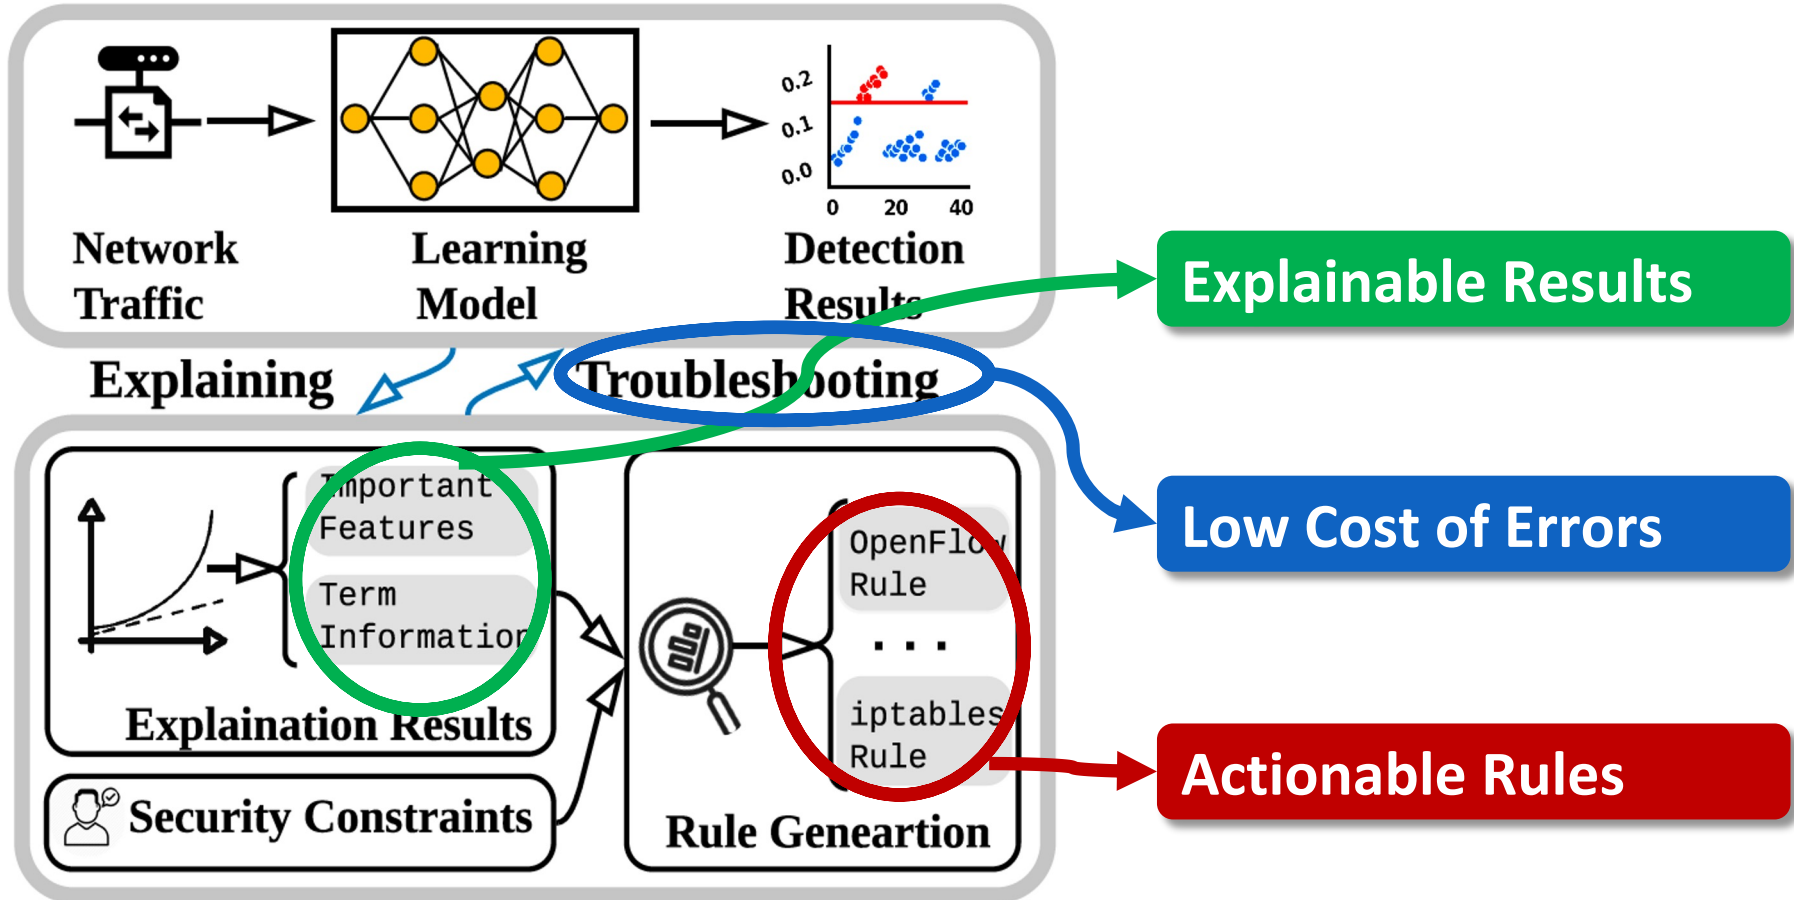 0.2
0.1
0.0
0 20 40
Network
Traffic
Learning
Model
Detection
Results
Explaining
Troubleshooting
Important
Features
Term
Information
Explaination Results
Security Constraints
OpenFlow
Rule
...
iptables
Rule
Rule Geneartion
Explainable Results
Low Cost of Errors
Actionable Rules